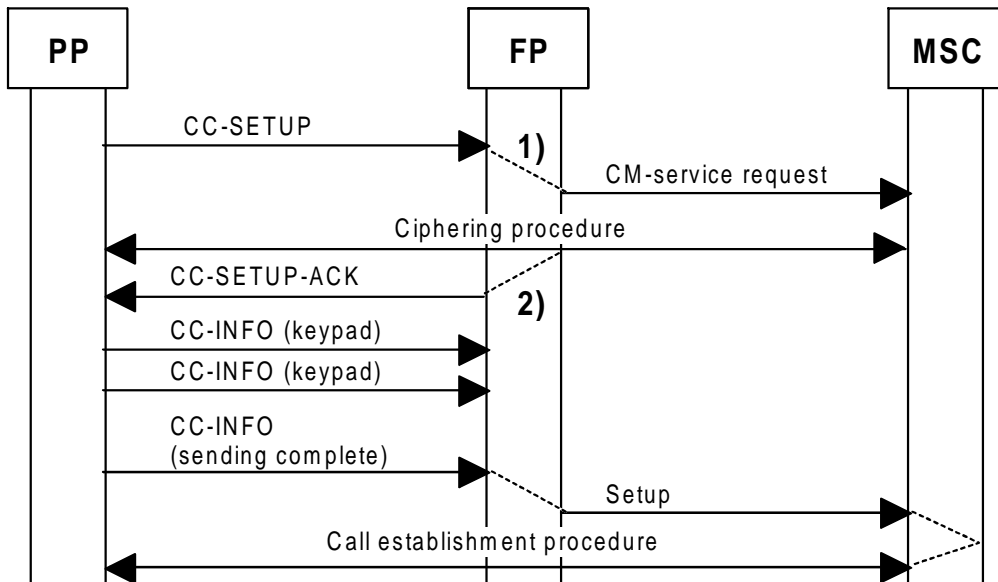 PP
FP
MSC
CC-SETUP
1)
CM-service request
Ciphering procedure
CC-SETUP-ACK
2)
CC-INFO (keypad)
CC-INFO (keypad)
CC-INFO
(sending complete)
Setup
Call establishment procedure